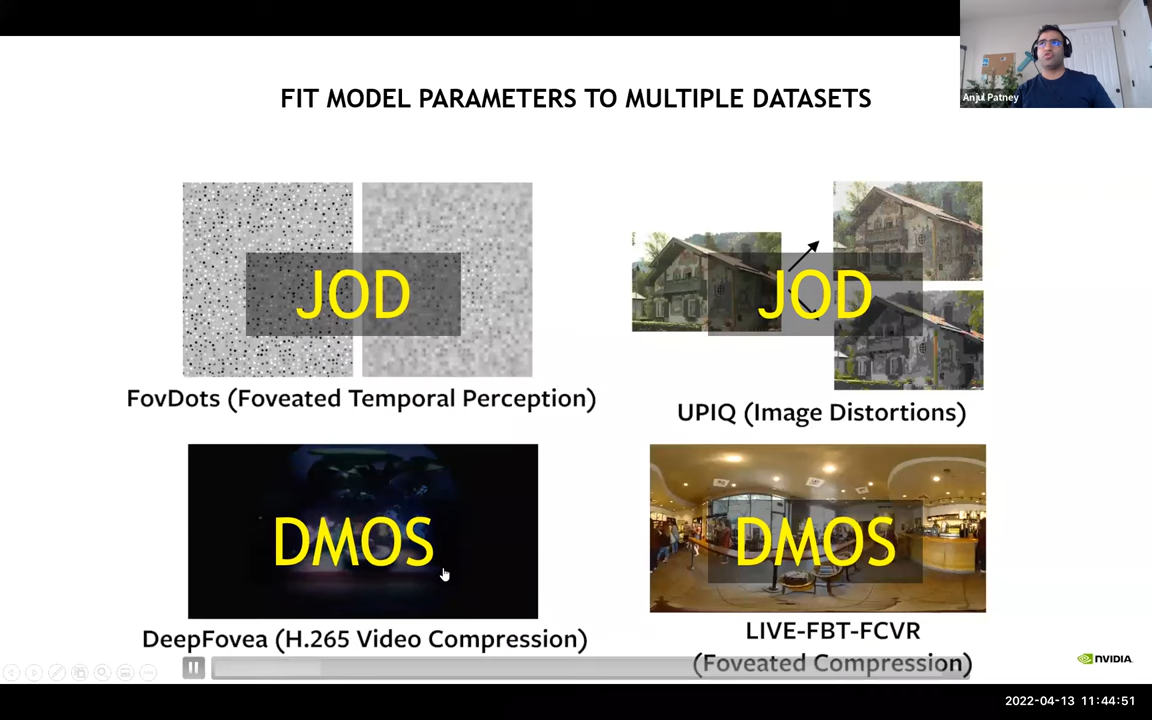 Anjul Patney
FIT MODEL PARAMETERS TO MULTIPLE DATASETS
JOD
JOD
FovDots (Foveated Temporal Perception)
UPIQ (Image Distortions)
DMOS
DMOS
DeepFovea (H.265 Video Compression)
LIVE-FBT-FCVR
(Foveated Compression)
NVIDIA.
2022-04-13 11:44:51